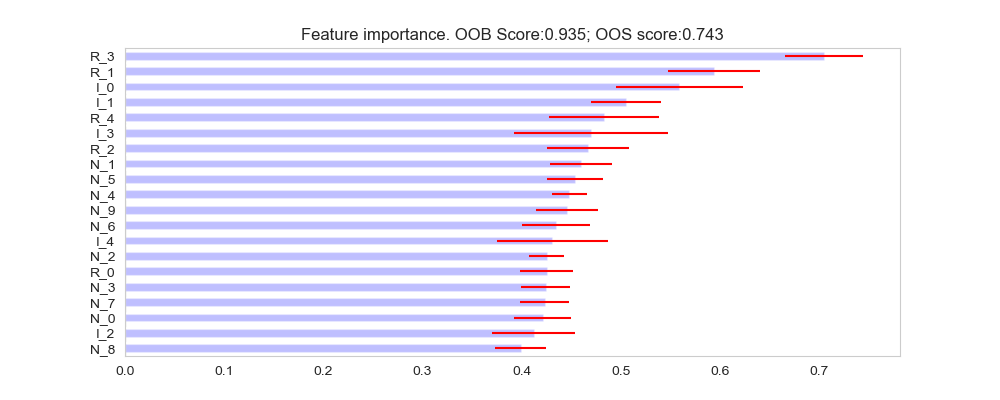 Feature importance. OOB Score:0.935; OOS score:0.743
R_3
R_1
I_0
I_1
R_4
I_3
R_2
N_1
N_5
N_4
N_9
N_6
I_4
N_2
R_0
N_3
N_7
N_0
I_2
N_8
0.0 0.1 0.2 0.3 0.4 0.5 0.6 0.7